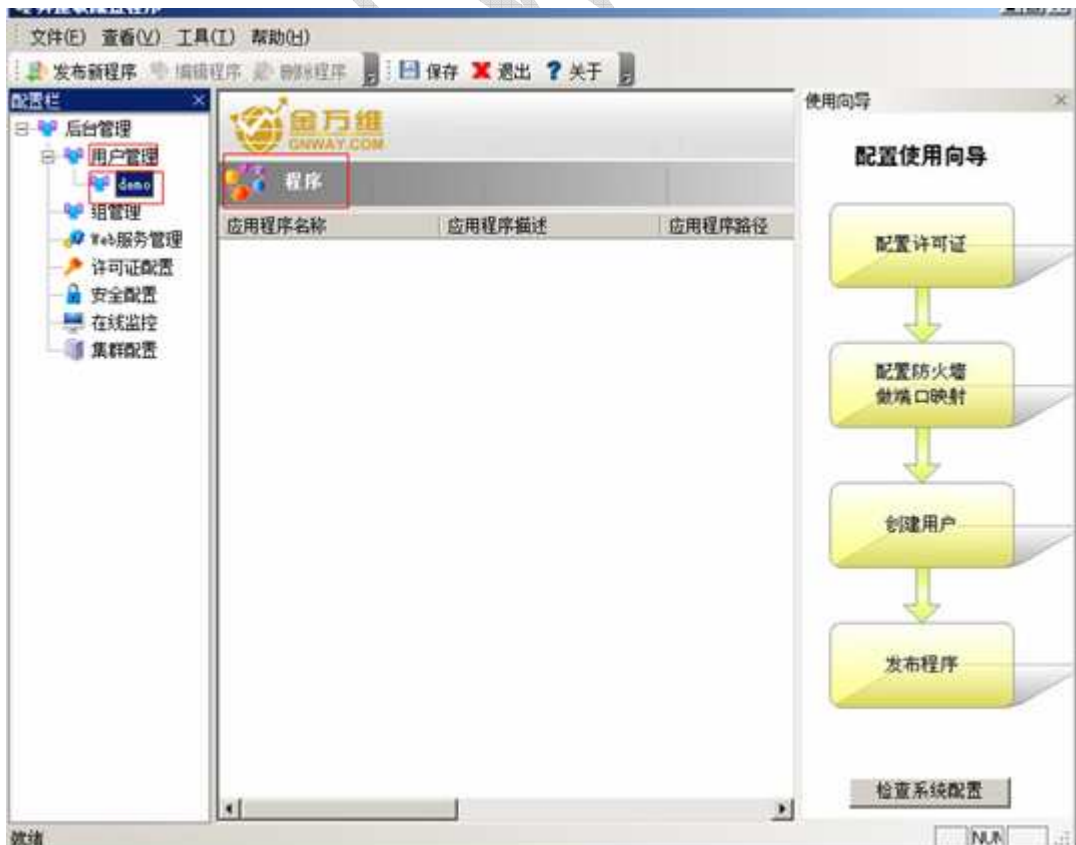 文件(F) 查看(V) 工具(T) 帮助(H)
发布新程序 编辑程序 删除程序 保存 退出 ? 关于
配置栏
后台管理
用户管理
demo
组管理
Web服务管理
许可证配置
安全配置
在线监控
集群配置
金万维
GNWAY.COM
程序
应用程序名称 应用程序描述 应用程序路径
使用向导
配置使用向导
配置许可证
配置防火墙
做端口映射
创建用户
发布程序
检查系统配置
就绪
NUM